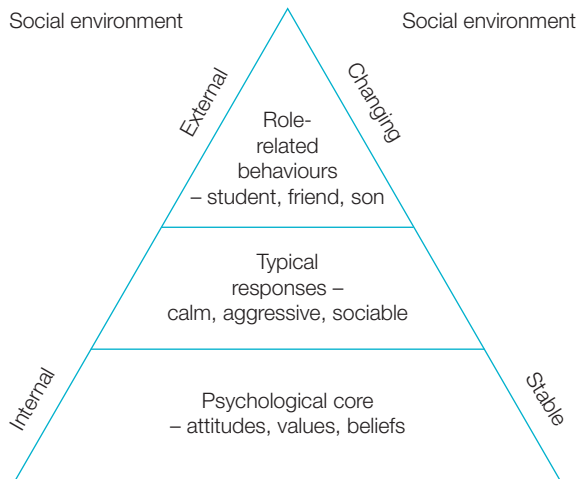 Social environment
Social environment
External
Changing
Role-
related
behaviours
– student, friend, son
Typical
responses –
calm, aggressive, sociable
Internal
Stable
Psychological core
– attitudes, values, beliefs